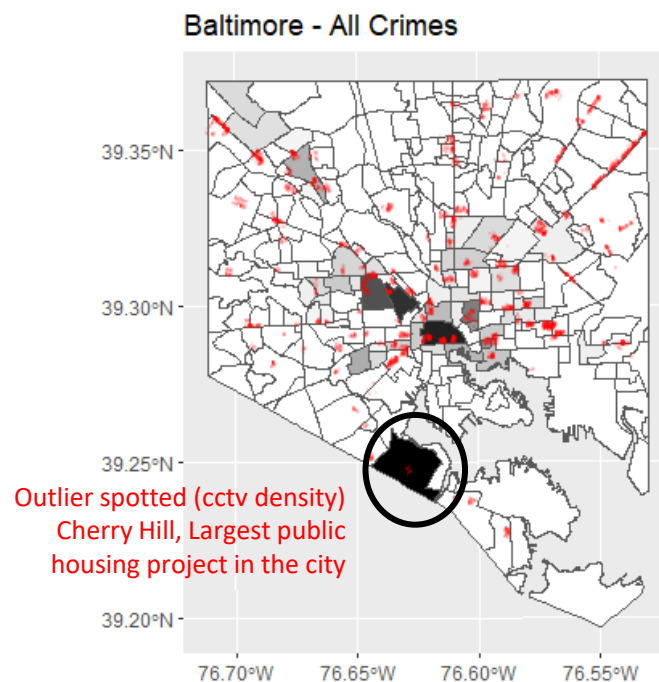 Baltimore - All Crimes
39.35°N
39.30°N
39.25°N
Outlier spotted (cctv density)
Cherry Hill, Largest public
housing project in the city
39.20°N
76.70°W 76.65°W 76.60°W 76.55°W